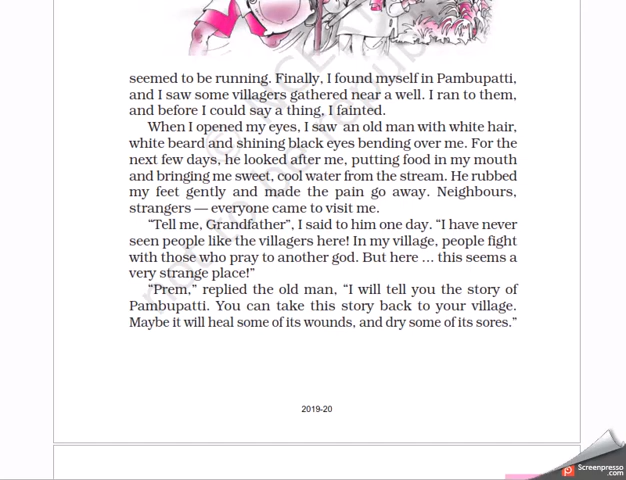 seemed to be running. Finally, I found myself in Pambupatti,
and I saw some villagers gathered near a well. I ran to them,
and before I could say a thing, I fainted.
When I opened my eyes, I saw an old man with white hair,
white beard and shining black eyes bending over me. For the
next few days, he looked after me, putting food in my mouth
and bringing me sweet, cool water from the stream. He rubbed
my feet gently and made the pain go away. Neighbours,
strangers — everyone came to visit me.
“Tell me, Grandfather”, I said to him one day. “I have never
seen people like the villagers here! In my village, people fight
with those who pray to another god. But here ... this seems a
very strange place!”
“Prem,” replied the old man, “I will tell you the story of
Pambupatti. You can take this story back to your village.
Maybe it will heal some of its wounds, and dry some of its sores.”
2019-20
Screenpresso
.com